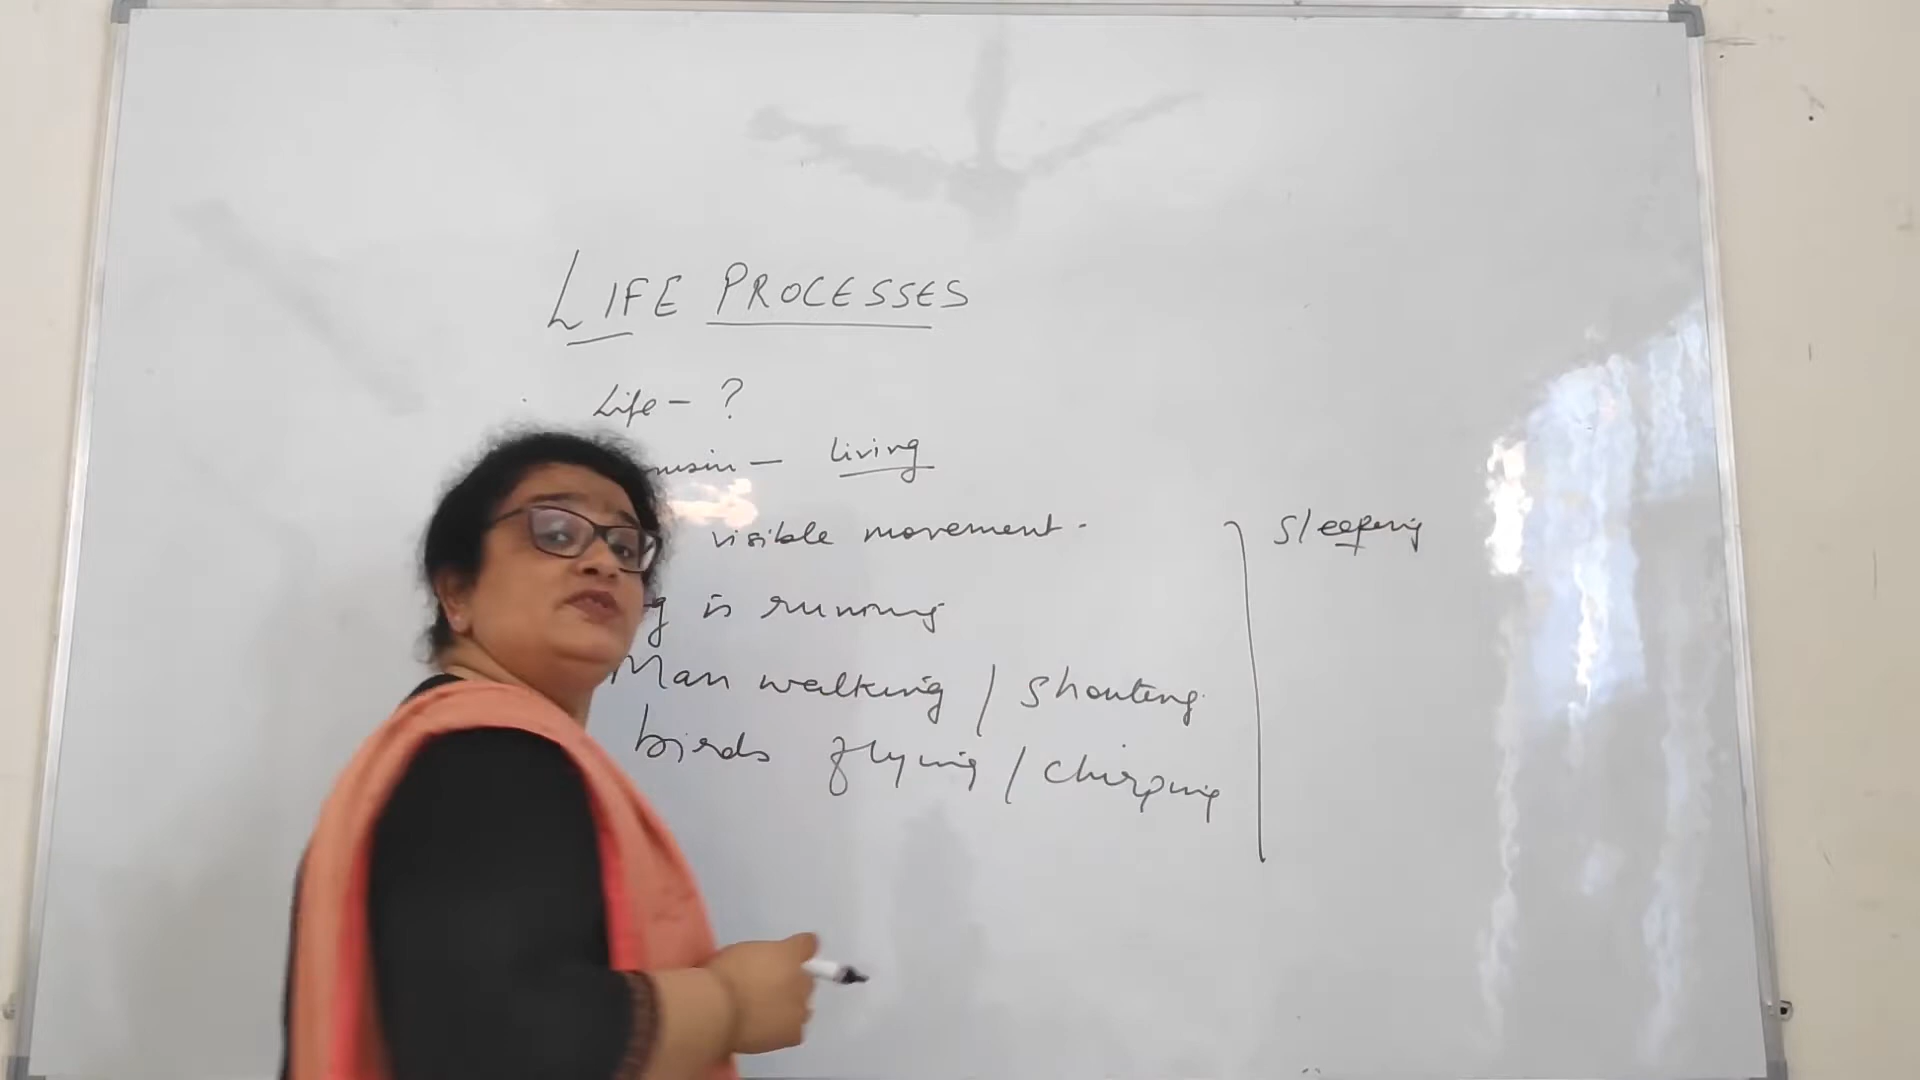 LIFE PROCESSES
Life - ?
— living
visible movement.
is running
Man walking / shouting.
birds flying / chirping
sleeping